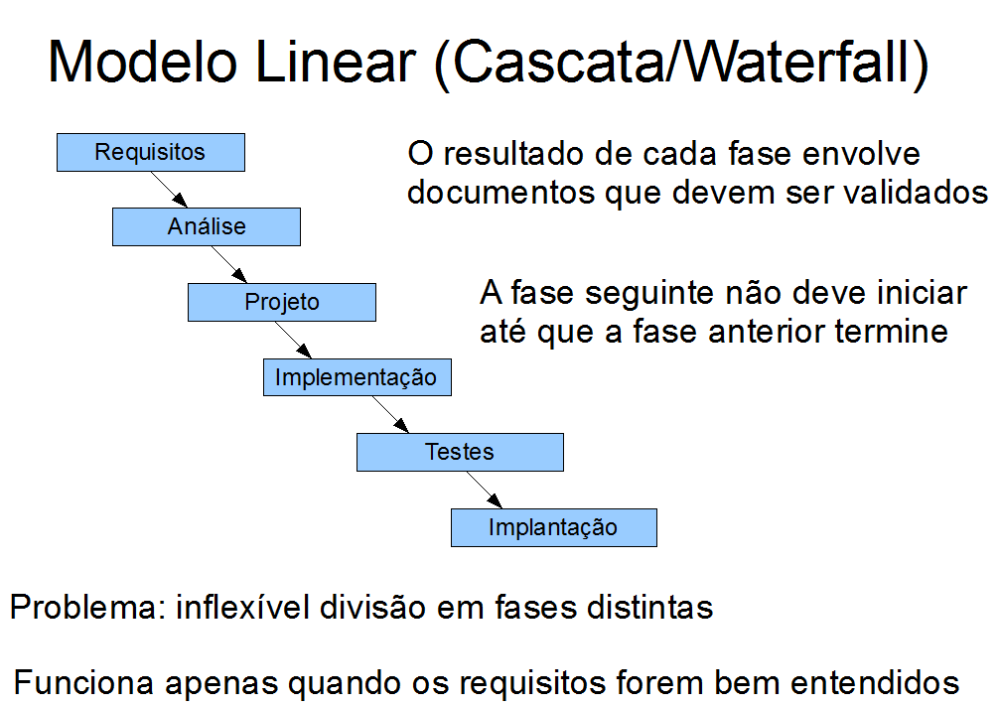 Modelo Linear (Cascata/Waterfall)
Requisitos
O resultado de cada fase envolve
documentos que devem ser validados
Análise
Projeto
A fase seguinte não deve iniciar
até que a fase anterior termine
Implementação
Testes
Implantação
Problema: inflexível divisão em fases distintas
Funciona apenas quando os requisitos forem bem entendidos